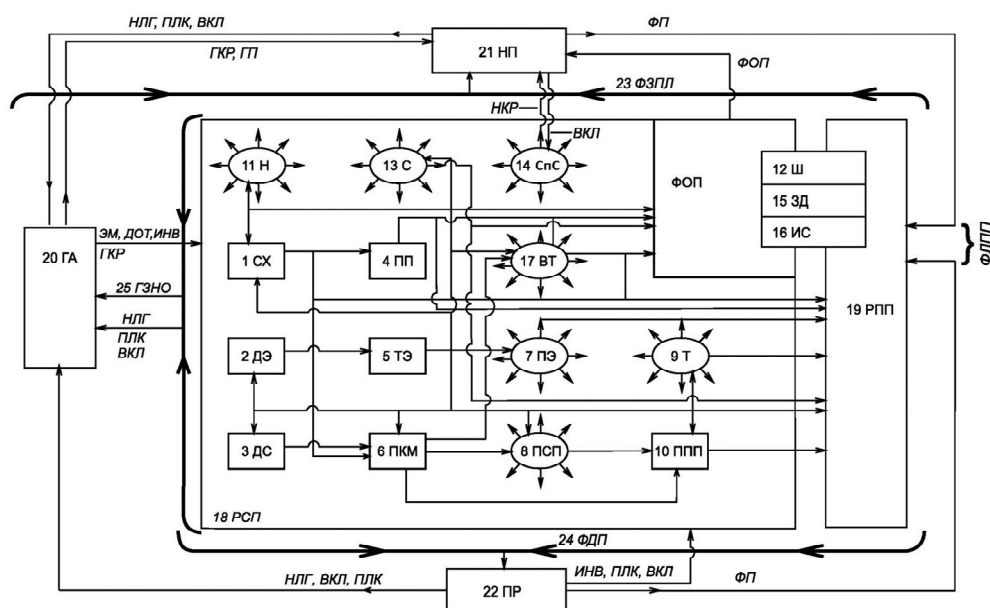 НЛГ, ПЛК, ВКЛ
ФП
21 НП
ГКР, ГП
ФОП
23 ФЗПЛ
НКР
ВКЛ
11 Н
13 С
14 СпС
ФОП
12 Ш
15 ЗД
16 ИС
ЭМ, ДОТ,ИНВ
ГКР
20 ГА
1 СХ
4 ПП
17 ВТ
ФЛПП
25 ГЗНО
НЛГ
ПЛК
ВКЛ
19 РПП
2 ДЭ
5 ТЭ
7 ПЭ
9 Т
3 ДС
6 ПКМ
8 ПСП
10 ППП
18 РСП
24 ФДП
НЛГ, ВКЛ, ПЛК
22 ПР
ИНВ, ПЛК, ВКЛ
ФП